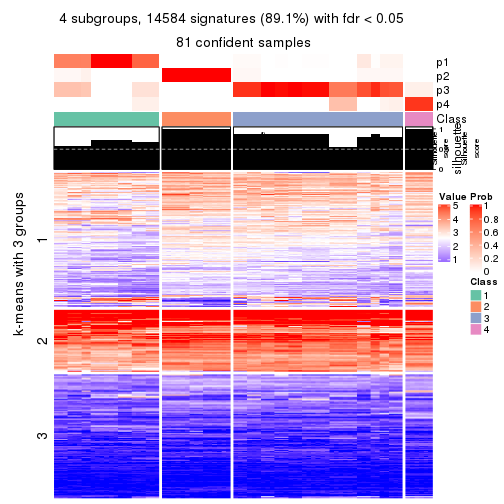 4 subgroups, 14584 signatures (89.1%) with fdr < 0.05
81 confident samples
p1
p2
p3
p4
Class
1
0.5
0
silhouette
score
Silhouette
score
k-means with 3 groups
1
2
3
Value
5
4
3
2
1
Prob
1
0.8
0.6
0.4
0.2
0
Class
1
2
3
4